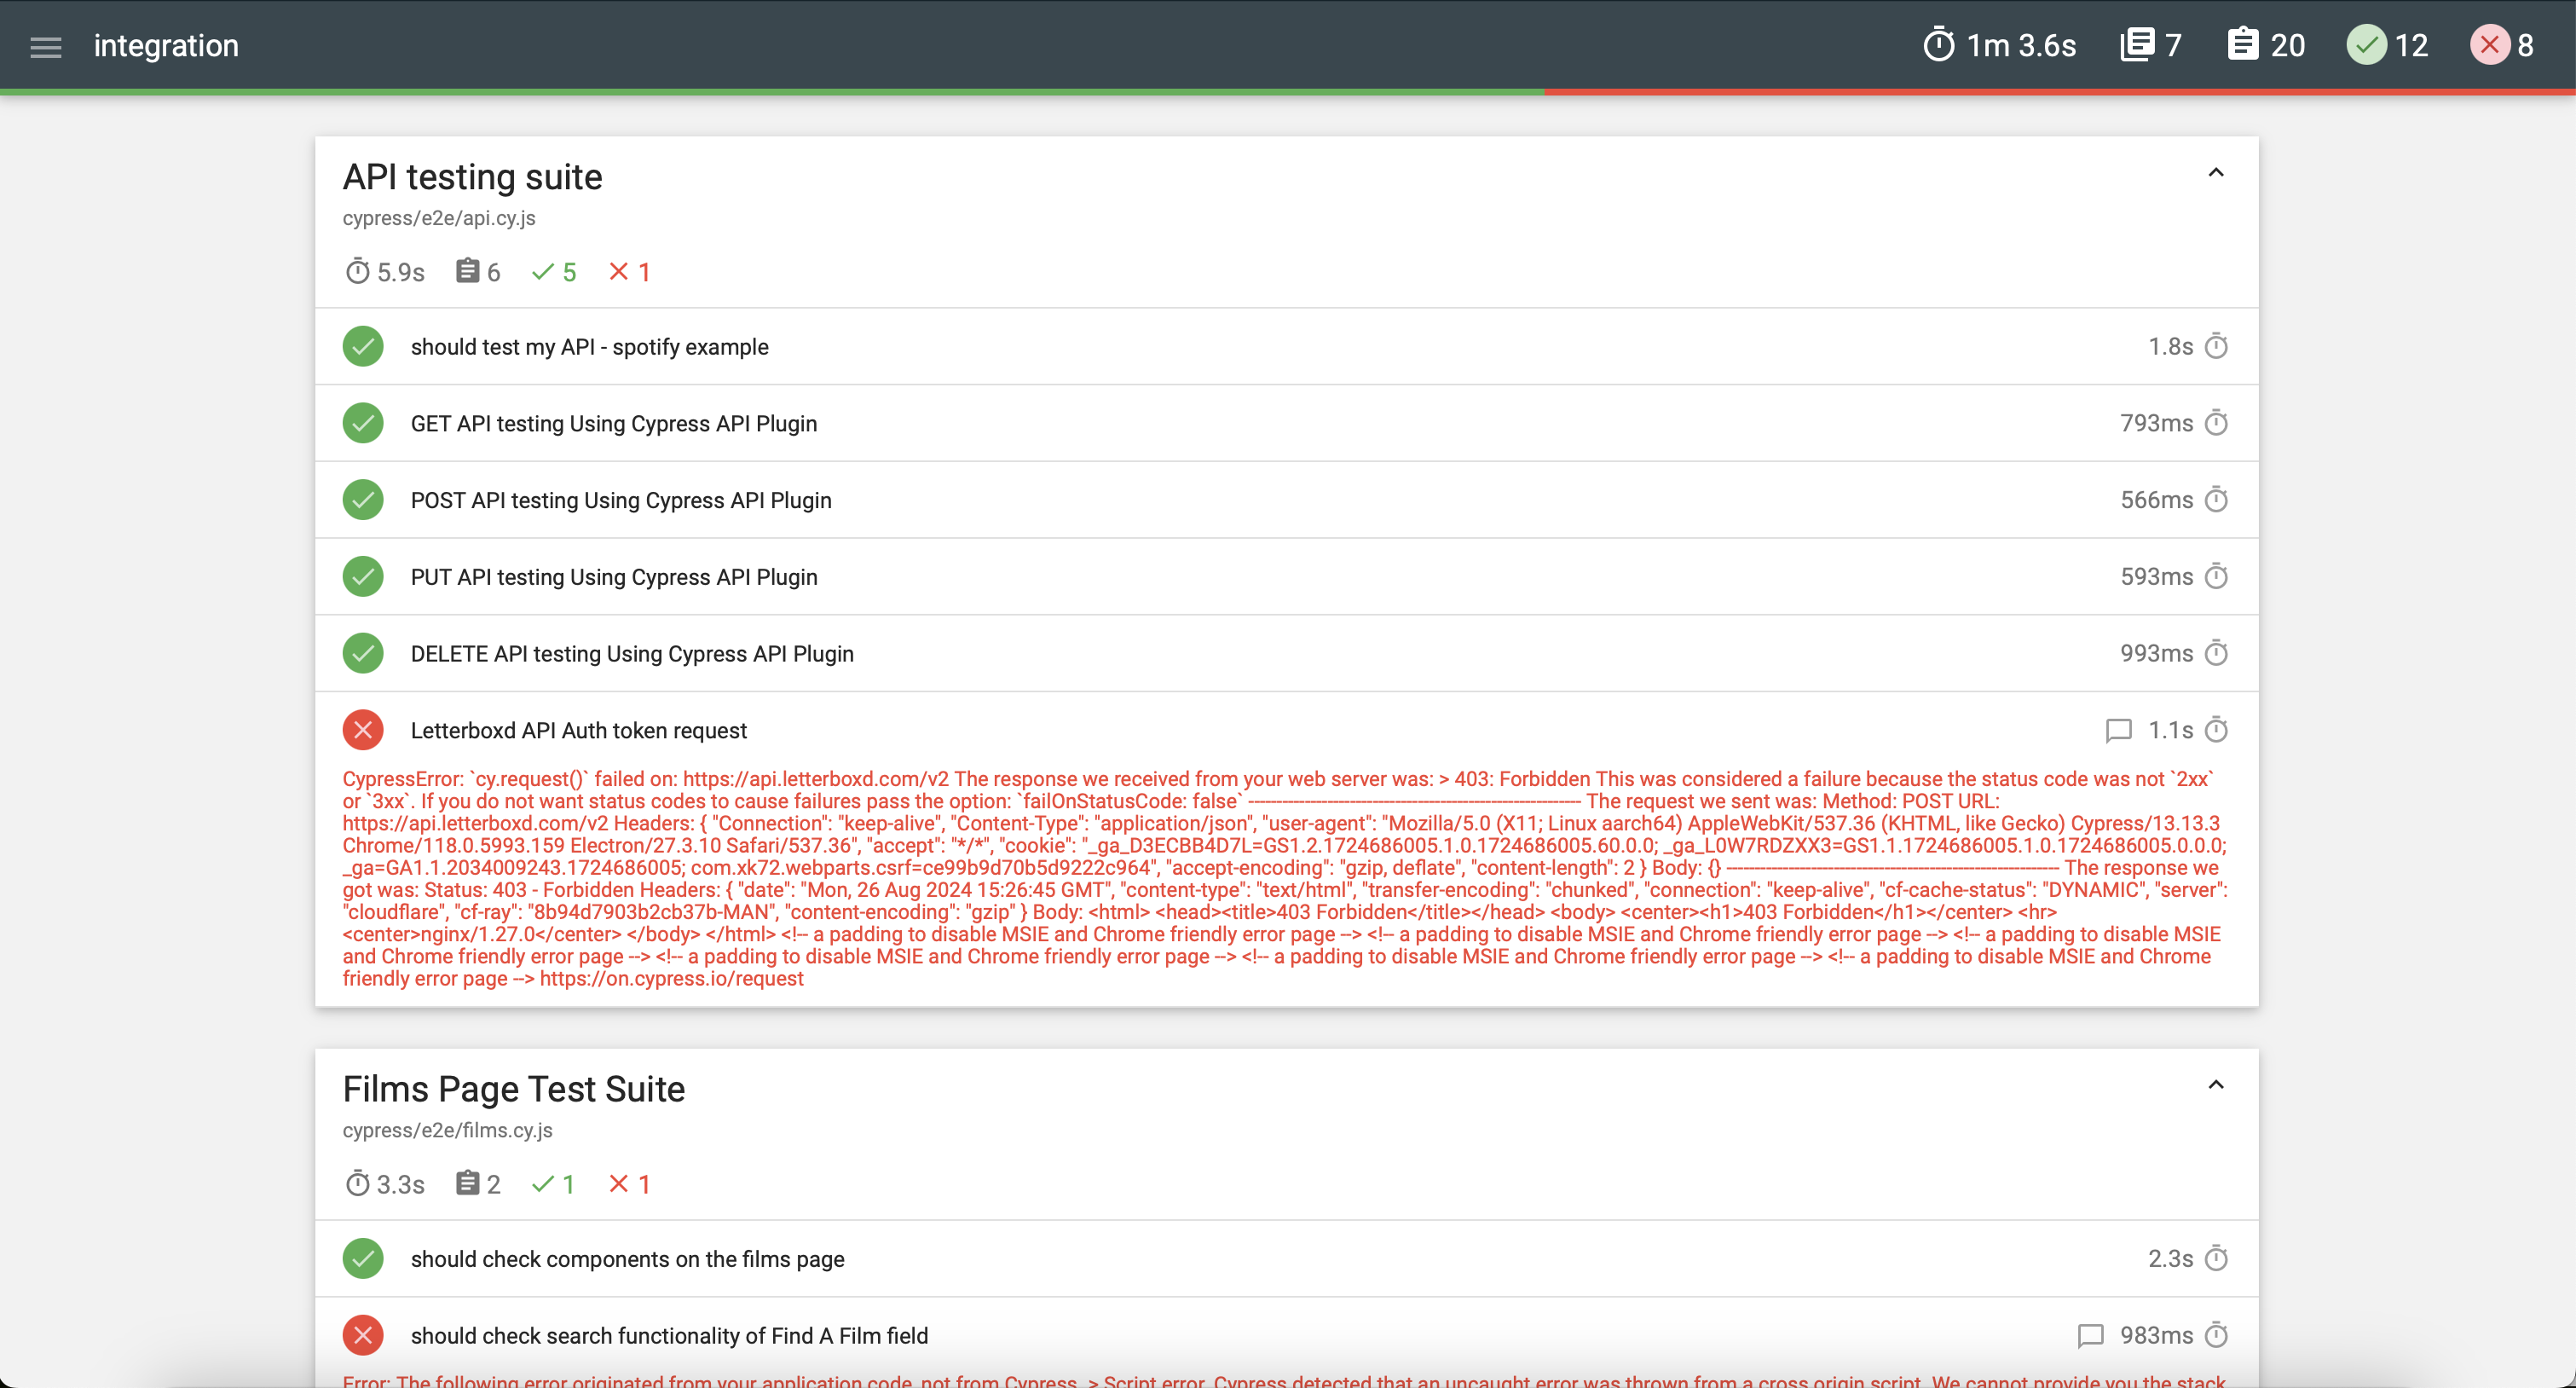 integration
1m 3.6s 7 20 12 8
API testing suite
cypress/e2e/api.cy.js
5.9s 6 5 1
should test my API - spotify example 1.8s
GET API testing Using Cypress API Plugin 793ms
POST API testing Using Cypress API Plugin 566ms
PUT API testing Using Cypress API Plugin 593ms
DELETE API testing Using Cypress API Plugin 993ms
Letterboxd API Auth token request 1.1s
CypressError: `cy.request()` failed on: https://api.letterboxd.com/v2 The response we received from your web server was: > 403: Forbidden This was considered a failure because the status code was not `2xx`
or `3xx`. If you do not want status codes to cause failures pass the option: `failOnStatusCode: false` ----------------------------------------------------------- The request we sent was: Method: POST URL:
https://api.letterboxd.com/v2 Headers: { "Connection": "keep-alive", "Content-Type": "application/json", "user-agent": "Mozilla/5.0 (X11; Linux aarch64) AppleWebKit/537.36 (KHTML, like Gecko) Cypress/13.13.3
Chrome/118.0.5993.159 Electron/27.3.10 Safari/537.36", "accept": "*/*", "cookie": "_ga_D3ECBB4D7L=GS1.2.1724686005.1.0.1724686005.60.0.0; _ga_L0W7RDZXX3=GS1.1.1724686005.1.0.1724686005.0.0.0;
_ga=GA1.1.2034009243.1724686005; com.xk72.webparts.csrf=ce99b9d70b5d9222c964", "accept-encoding": "gzip, deflate", "content-length": 2 } Body: {} ----------------------------------------------------------- The response we
got was: Status: 403 - Forbidden Headers: { "date": "Mon, 26 Aug 2024 15:26:45 GMT", "content-type": "text/html", "transfer-encoding": "chunked", "connection": "keep-alive", "cf-cache-status": "DYNAMIC", "server":
"cloudflare", "cf-ray": "8b94d7903b2cb37b-MAN", "content-encoding": "gzip" } Body: <html> <head><title>403 Forbidden</title></head> <body> <center><h1>403 Forbidden</h1></center> <hr>
<center>nginx/1.27.0</center> </body> </html> <!-- a padding to disable MSIE and Chrome friendly error page --> <!-- a padding to disable MSIE and Chrome friendly error page --> <!-- a padding to disable MSIE
and Chrome friendly error page --> <!-- a padding to disable MSIE and Chrome friendly error page --> <!-- a padding to disable MSIE and Chrome friendly error page --> <!-- a padding to disable MSIE and Chrome
friendly error page --> https://on.cypress.io/request
Films Page Test Suite
cypress/e2e/films.cy.js
3.3s 2 1 1
should check components on the films page 2.3s
should check search functionality of Find A Film field 983ms
Error: The following error originated from your application code, not from Cypress. > Script error. Cypress detected that an uncaught error was thrown from a cross origin script. We cannot provide you the stack